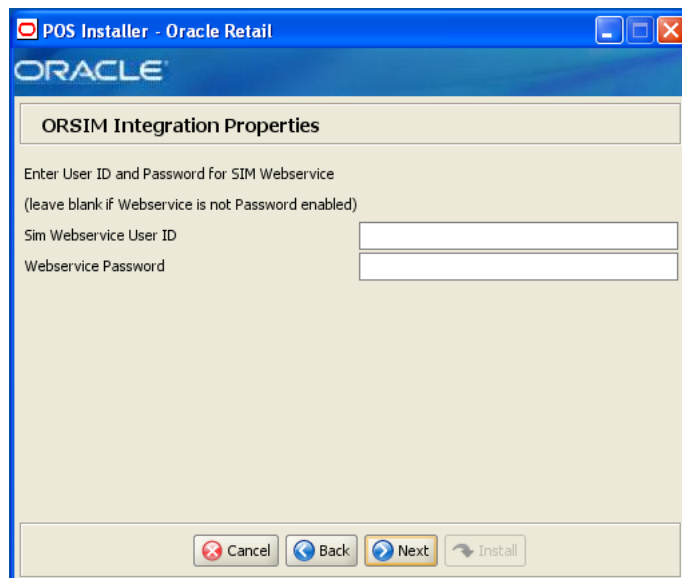 POS Installer - Oracle Retail
ORACLE
ORSIM Integration Properties
Enter User ID and Password for SIM Webservice
(leave blank if Webservice is not Password enabled)
Sim Webservice User ID
Webservice Password
Cancel
Back
Next
Install